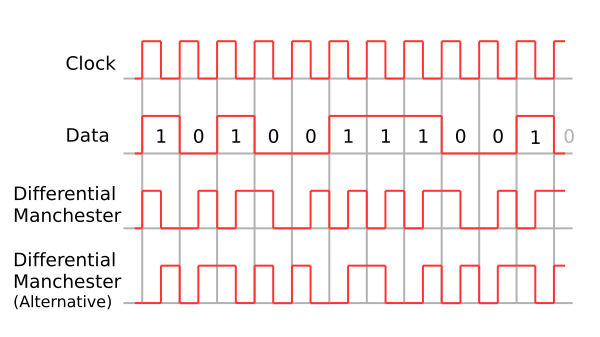 Clock
Data
1 0 1 0 0 1 1 1 0 0 1 0
Differential
Manchester
Differential
Manchester
(Alternative)